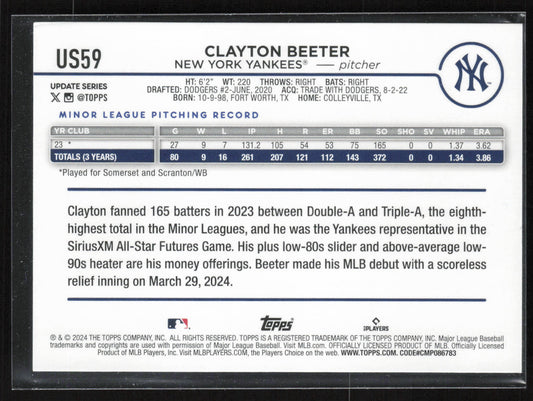 US59
CLAYTON BEETER
NEW YORK YANKEES® — pitcher
UPDATE SERIES
X @TOPPS
HT: 6'2" WT: 220 THROWS: RIGHT BATS: RIGHT
DRAFTED: DODGERS #2-JUNE, 2020 ACQ: TRADE WITH DODGERS, 8-2-22
BORN: 10-9-98, FORT WORTH, TX HOME: COLLEYVILLE, TX
NY
MINOR LEAGUE PITCHING RECORD
YR CLUB G W L IP H R ER HR BB SO SHO SV WHIP ERA
23 * 27 9 7 131.2 105 54 53 75 165 0 0 1.37 3.62
TOTALS (3 YEARS) 80 9 16 261 207 121 112 143 372 0 0 1.34 3.86
*Played for Somerset and Scranton/WB
Clayton fanned 165 batters in 2023 between Double-A and Triple-A, the eighth-
highest total in the Minor Leagues, and he was the Yankees representative in the
SiriusXM All-Star Futures Game. His plus low-80s slider and above-average low-
90s heater are his money offerings. Beeter made his MLB debut with a scoreless
relief inning on March 29, 2024.
Topps
PLAYERS
® & © 2024 THE TOPPS COMPANY, INC. ALL RIGHTS RESERVED. TOPPS IS A REGISTERED TRADEMARK OF THE TOPPS COMPANY, INC. Major League Baseball
trademarks and copyrights are used with permission of Major League Baseball. Visit MLB.com. OFFICIALLY LICENSED PRODUCT OF MLB PLAYERS, INC. Officially Licensed
Product of MLB Players, Inc. Visit MLBPLAYERS.COM, the Players Choice on the web. WWW.TOPPS.COM. CODE#CMP086783